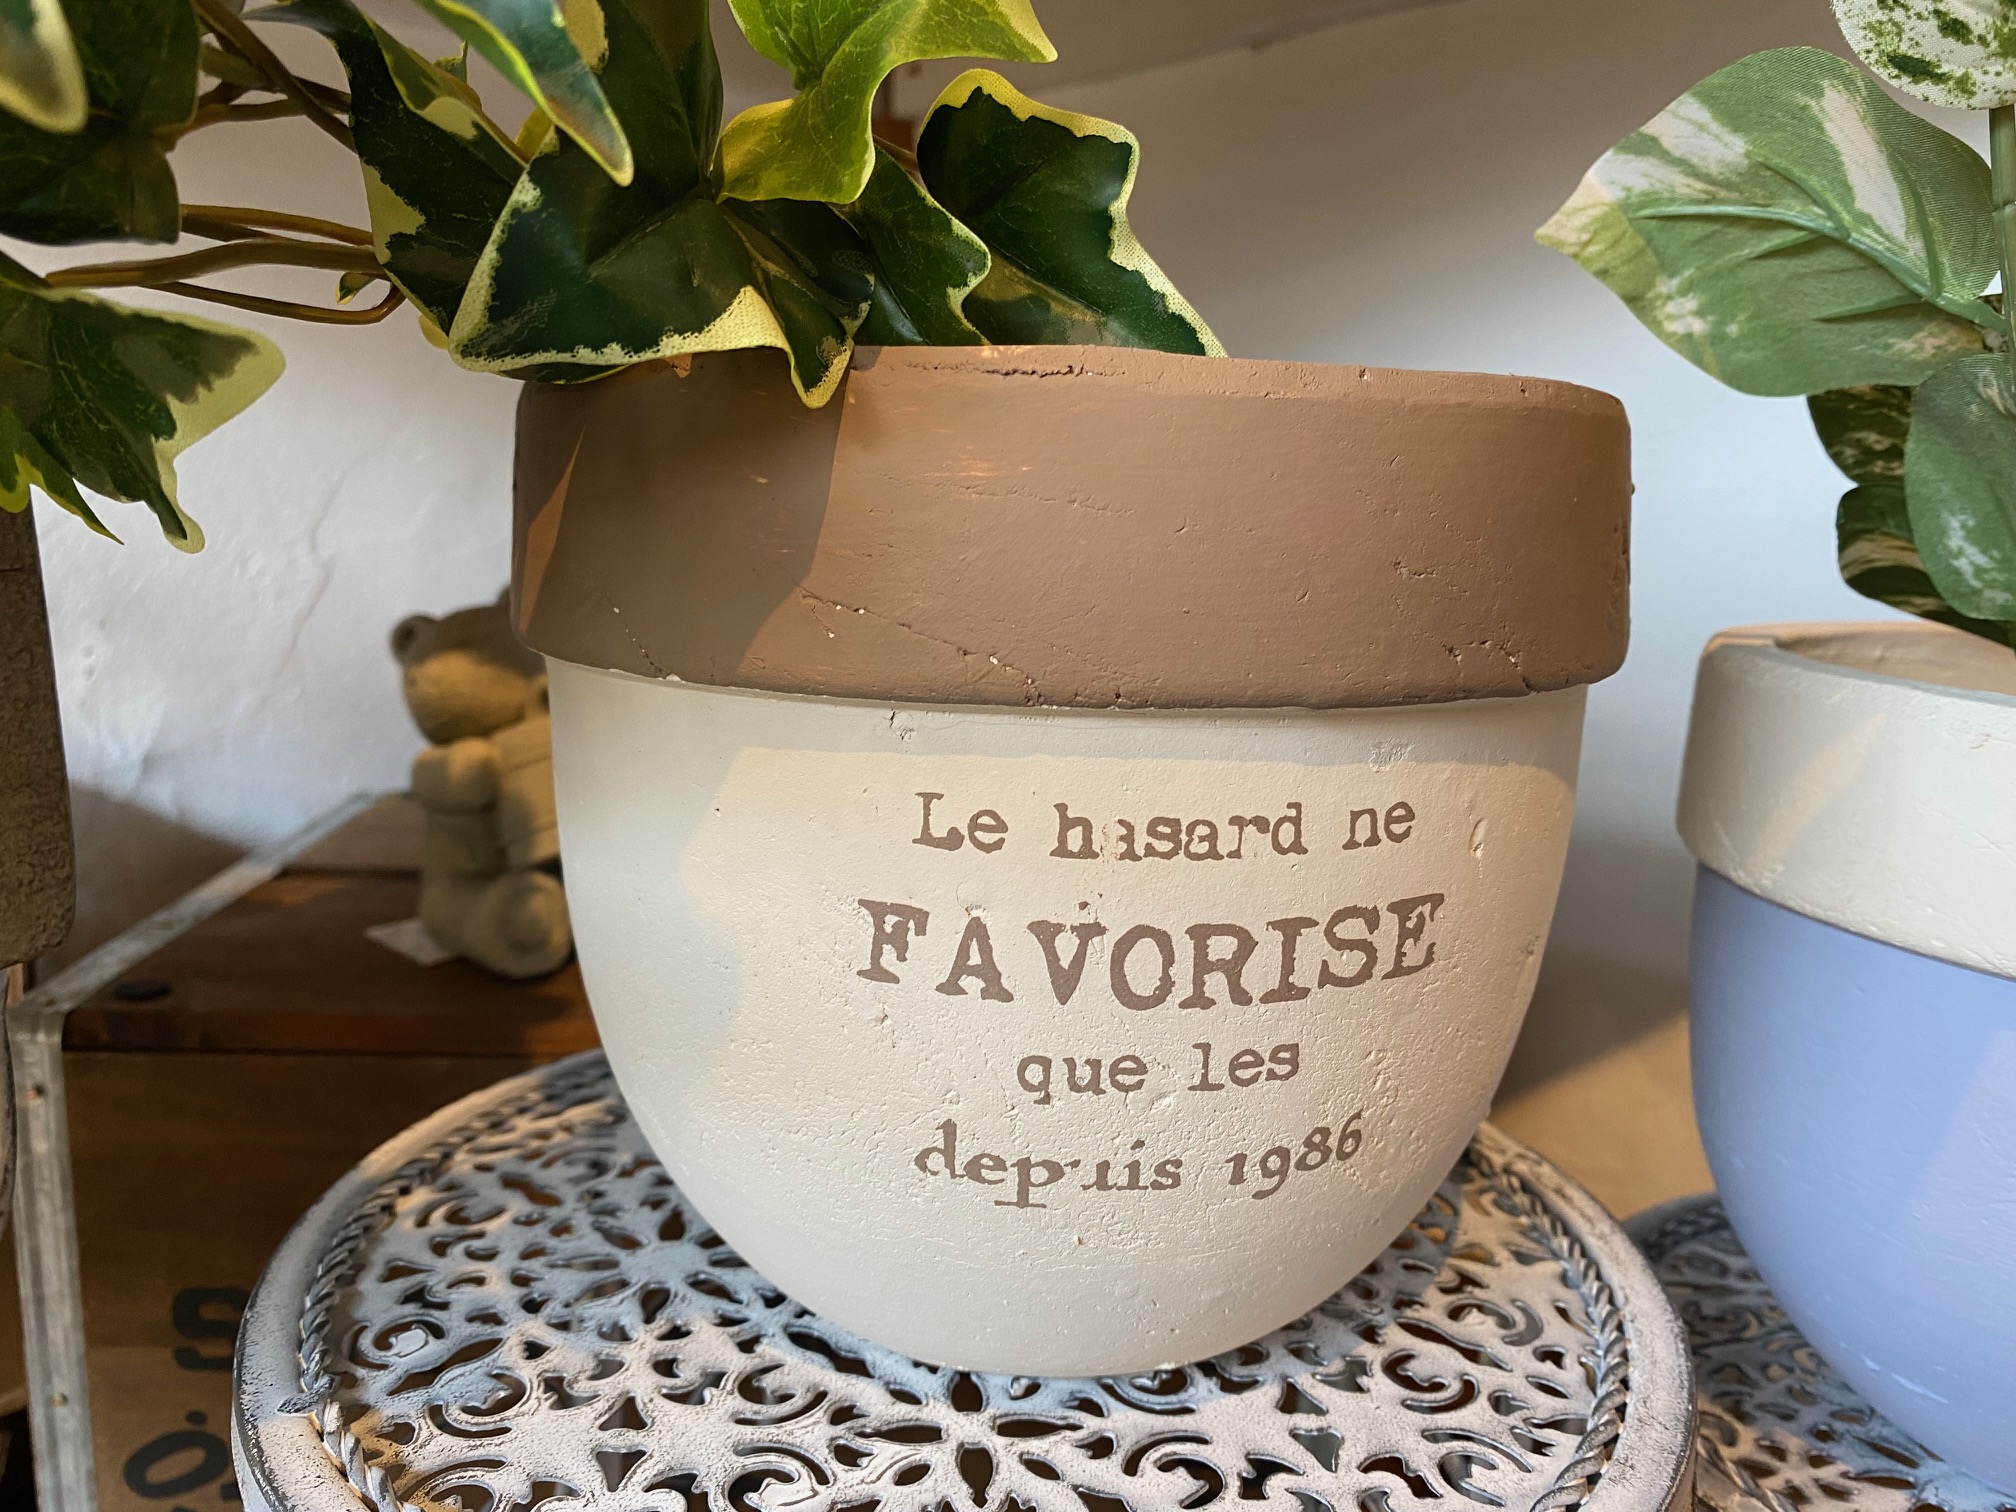 Le hasard ne
FAVORISE
que les
depuis 1986